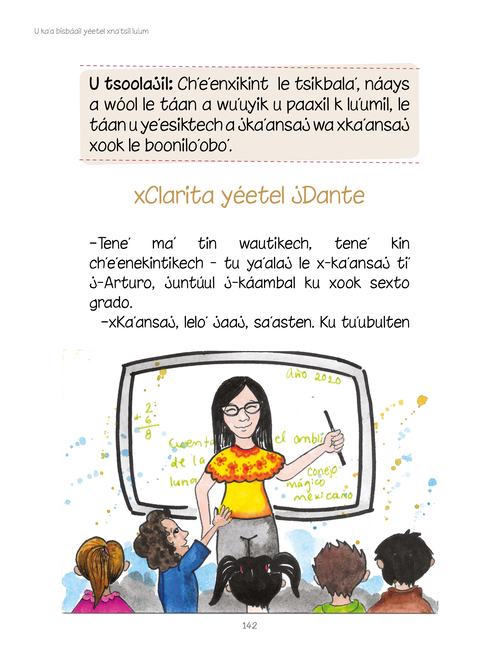 U ka'a bisbáail yéetel xna'tsil lu'um
U tsoolajil: Ch'e'enxikint le tsikbala', náays
a wóol le táan a wu'uyik u paaxil k lu'umil, le
táan u ye'esiktech a jka'ansaj wa xka'ansaj
xook le boonilo'obo'.
xClarita yéetel jDante
–Tene' ma' tin wautikech, tene' kin
ch'e'enekintikech - tu ya'alaj le x-ka'ansaj ti'
j-Arturo, juntúul j-káambal ku xook sexto
grado.
–xKa'ansaj, lelo' jaaj, sa'asten. Ku tu'ubulten
Año 2020
2
+ 6
8
Cuento el ombli
de la Conejo
luna mágico
mexicano
142